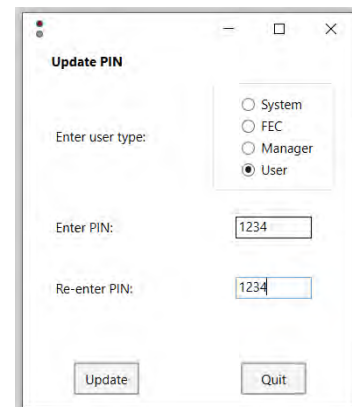 Update PIN
System
FEC
Enter user type:
Manager
User
Enter PIN: 1234
Re-enter PIN: 1234
Update Quit